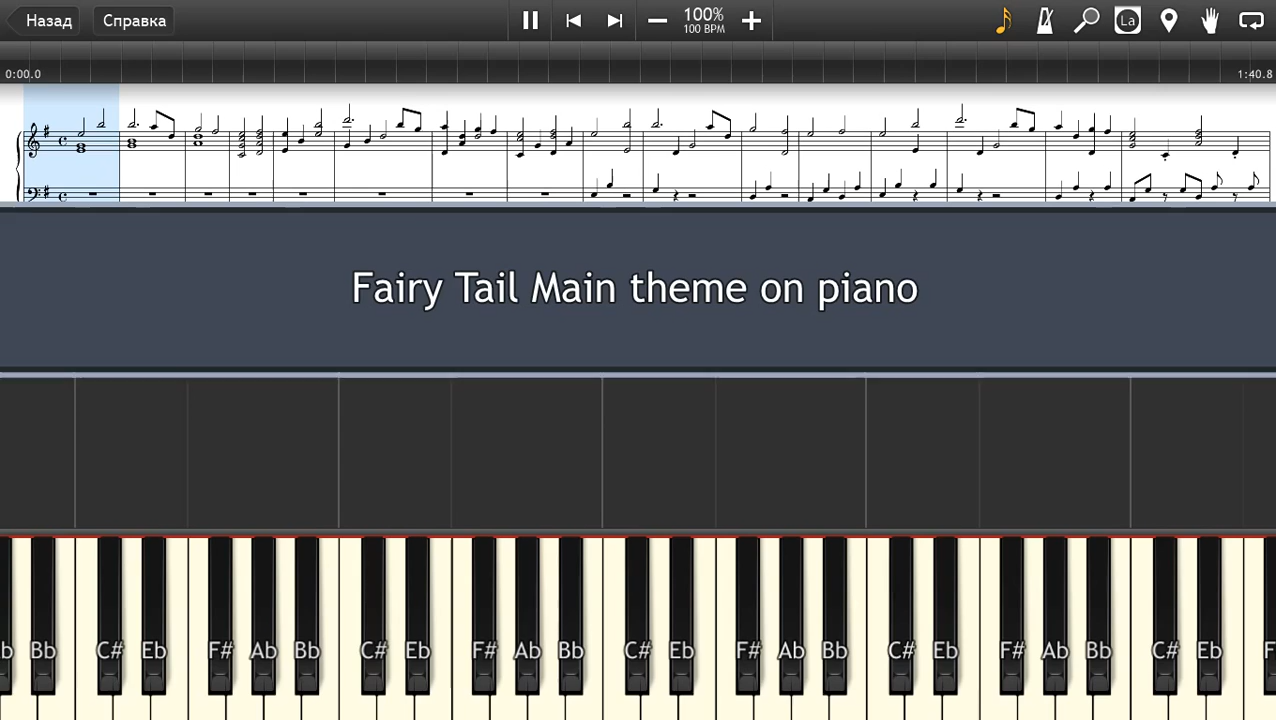 Назад Справка 100% La
100 BPM
0:00.0 1:40.8
Fairy Tail Main theme on piano
b Bb C# Eb F# Ab Bb C# Eb F# Ab Bb C# Eb F# Ab Bb C# Eb F# Ab Bb C# Eb F